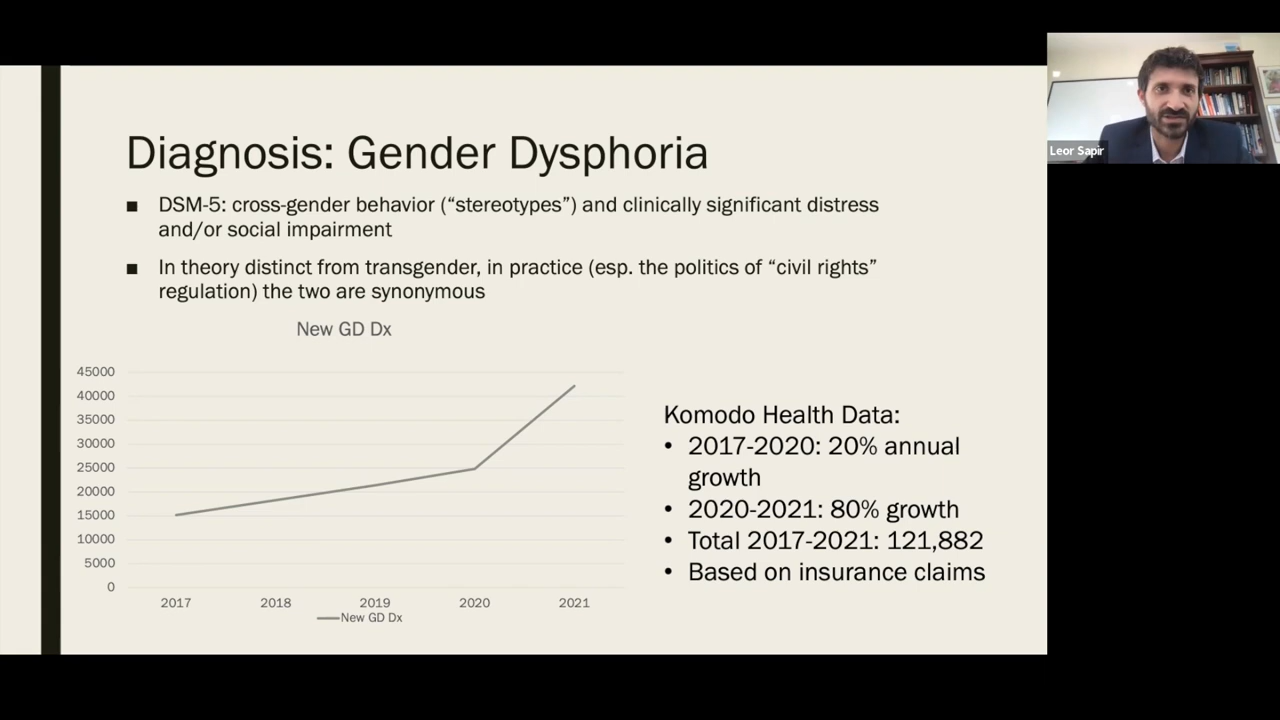 Diagnosis: Gender Dysphoria
■ DSM-5: cross-gender behavior (“stereotypes”) and clinically significant distress
and/or social impairment
■ In theory distinct from transgender, in practice (esp. the politics of “civil rights”
regulation) the two are synonymous
New GD Dx
45000
40000
35000
30000
25000
20000
15000
10000
5000
0
2017 2018 2019 2020 2021
New GD Dx
Komodo Health Data:
• 2017-2020: 20% annual
growth
• 2020-2021: 80% growth
• Total 2017-2021: 121,882
• Based on insurance claims
Leor Sapir